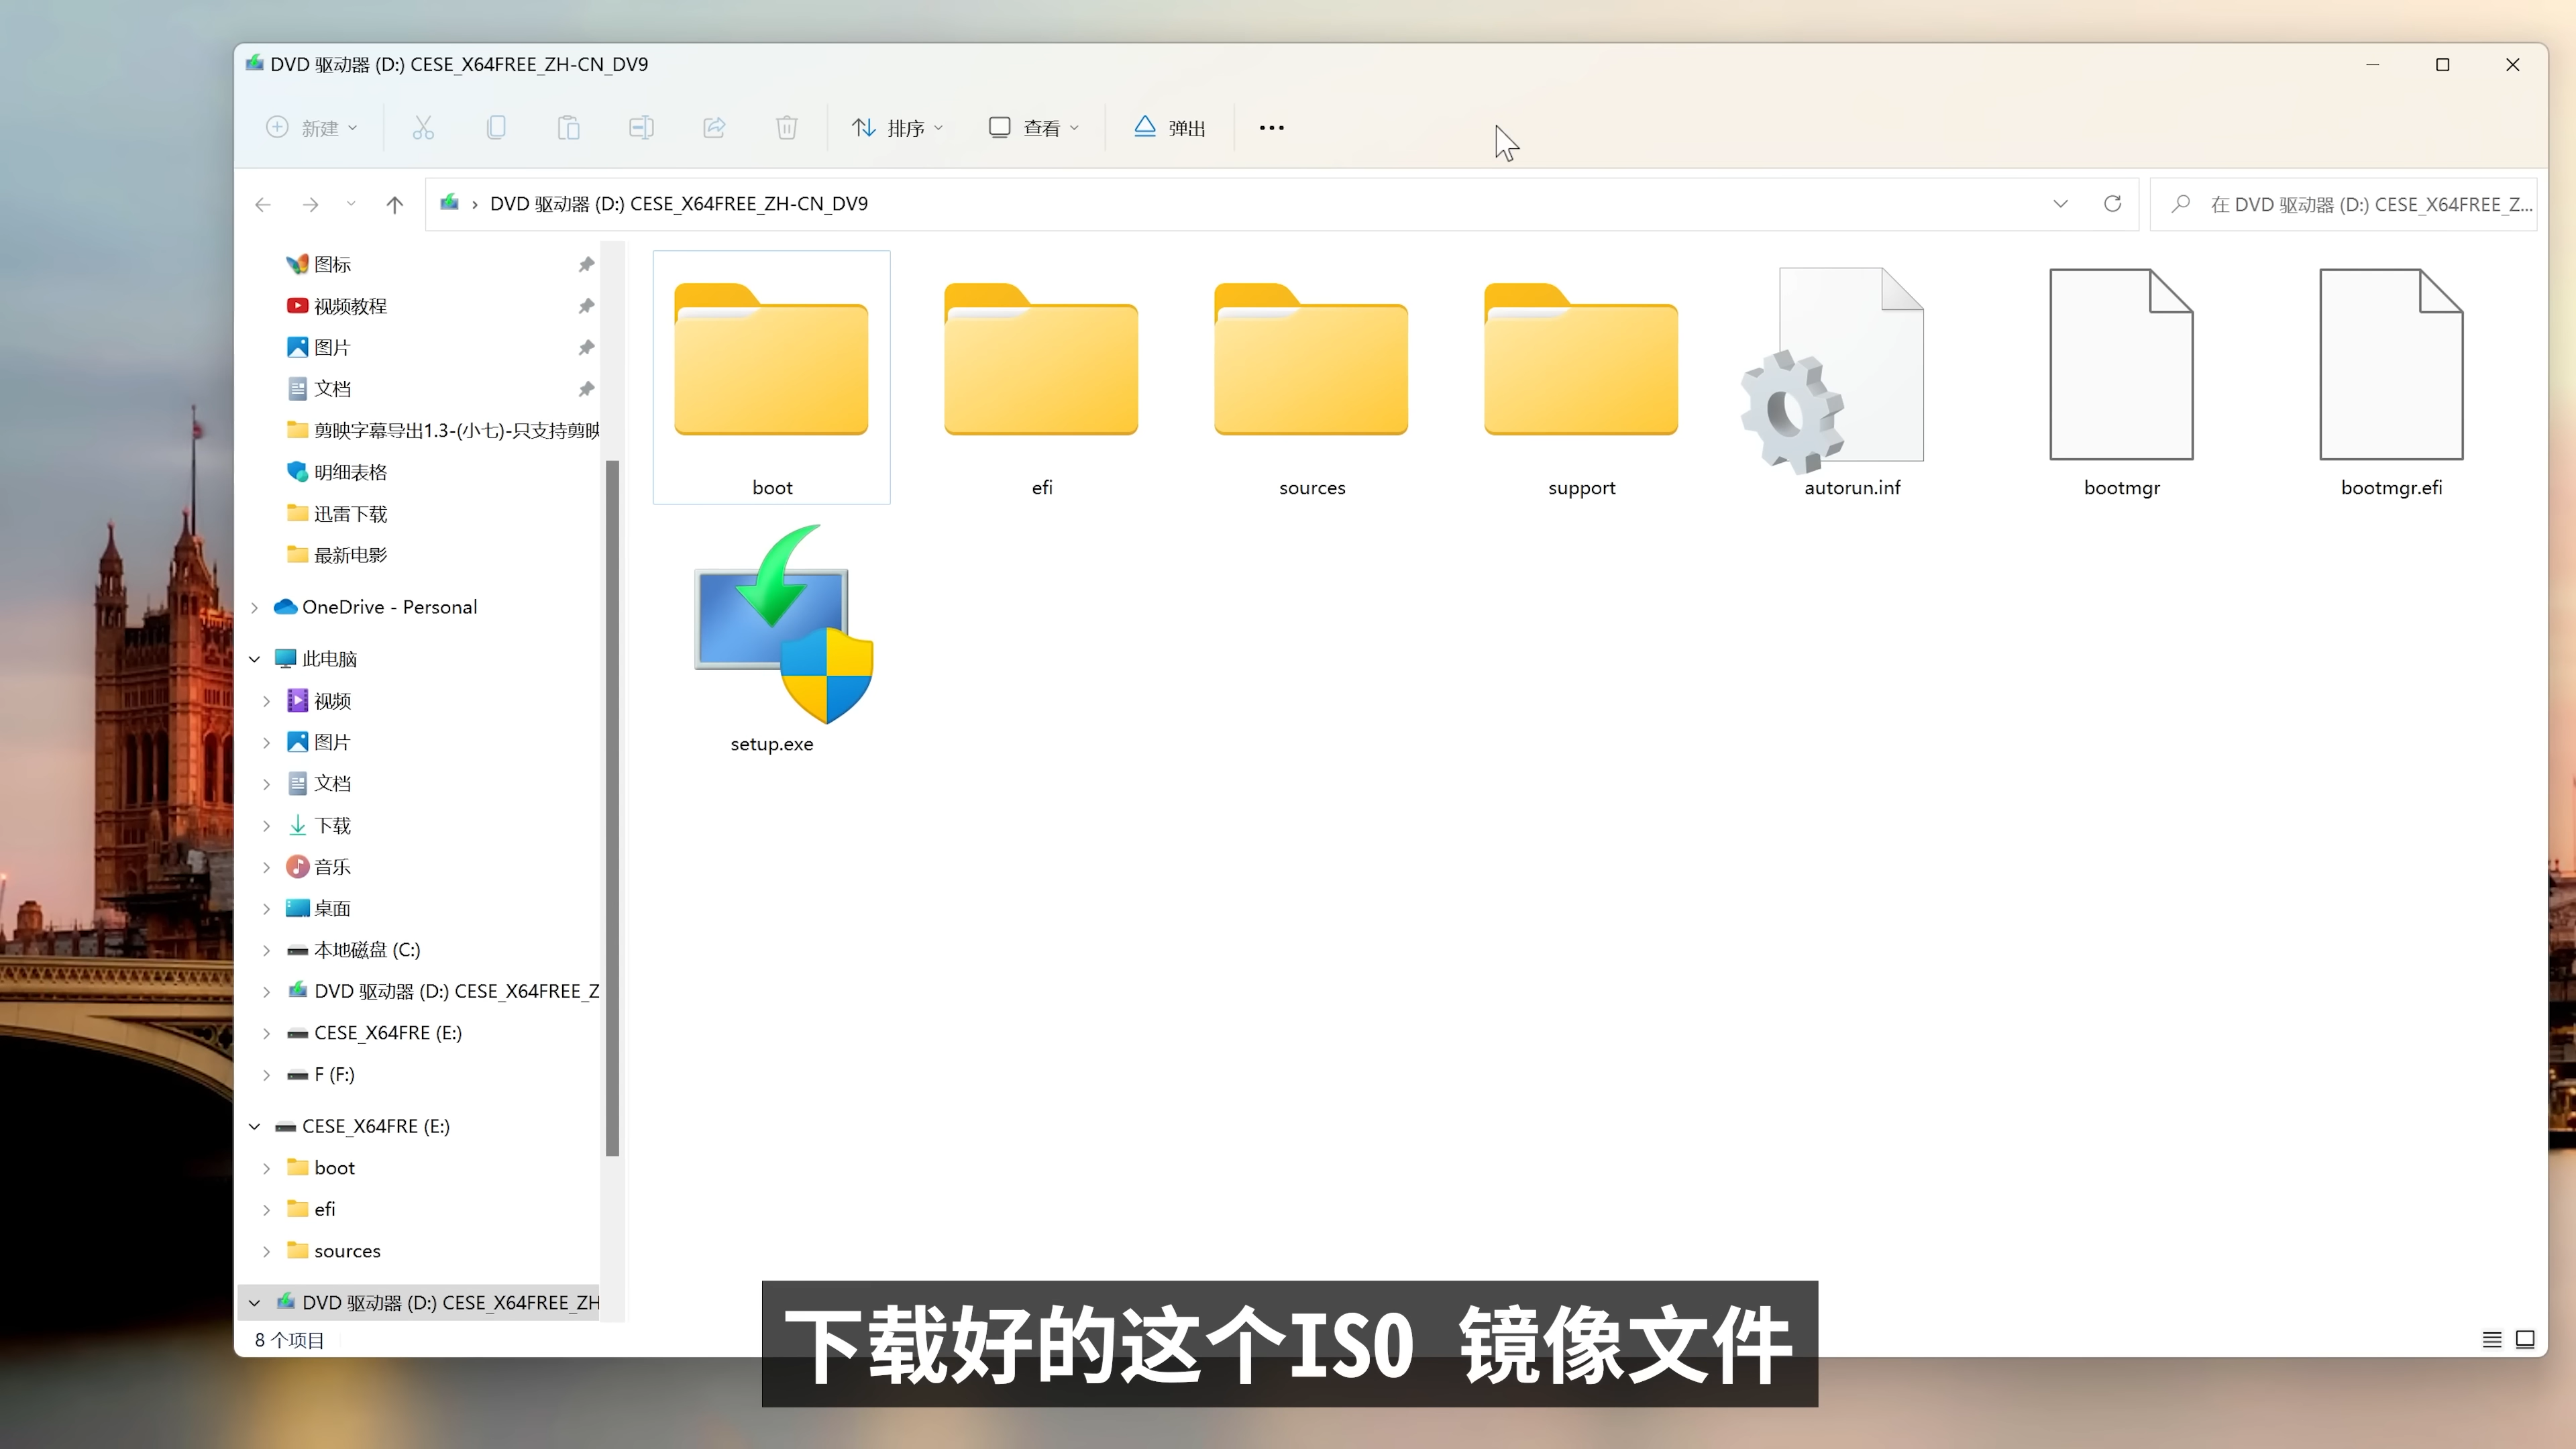 DVD 驱动器 (D:) CESE_X64FREE_ZH-CN_DV9
新建
排序
查看
弹出
DVD 驱动器 (D:) CESE_X64FREE_ZH-CN_DV9
在 DVD 驱动器 (D:) CESE_X64FREE_Z...
图标
视频教程
图片
文档
剪映字幕导出1.3-(小七)-只支持剪映
明细表格
迅雷下载
最新电影
OneDrive - Personal
此电脑
视频
图片
文档
下载
音乐
桌面
本地磁盘 (C:)
DVD 驱动器 (D:) CESE_X64FREE_Z
CESE_X64FRE (E:)
F (F:)
CESE_X64FRE (E:)
boot
efi
sources
DVD 驱动器 (D:) CESE_X64FREE_ZH
boot
efi
sources
support
autorun.inf
bootmgr
bootmgr.efi
setup.exe
8 个项目
下载好的这个ISO 镜像文件